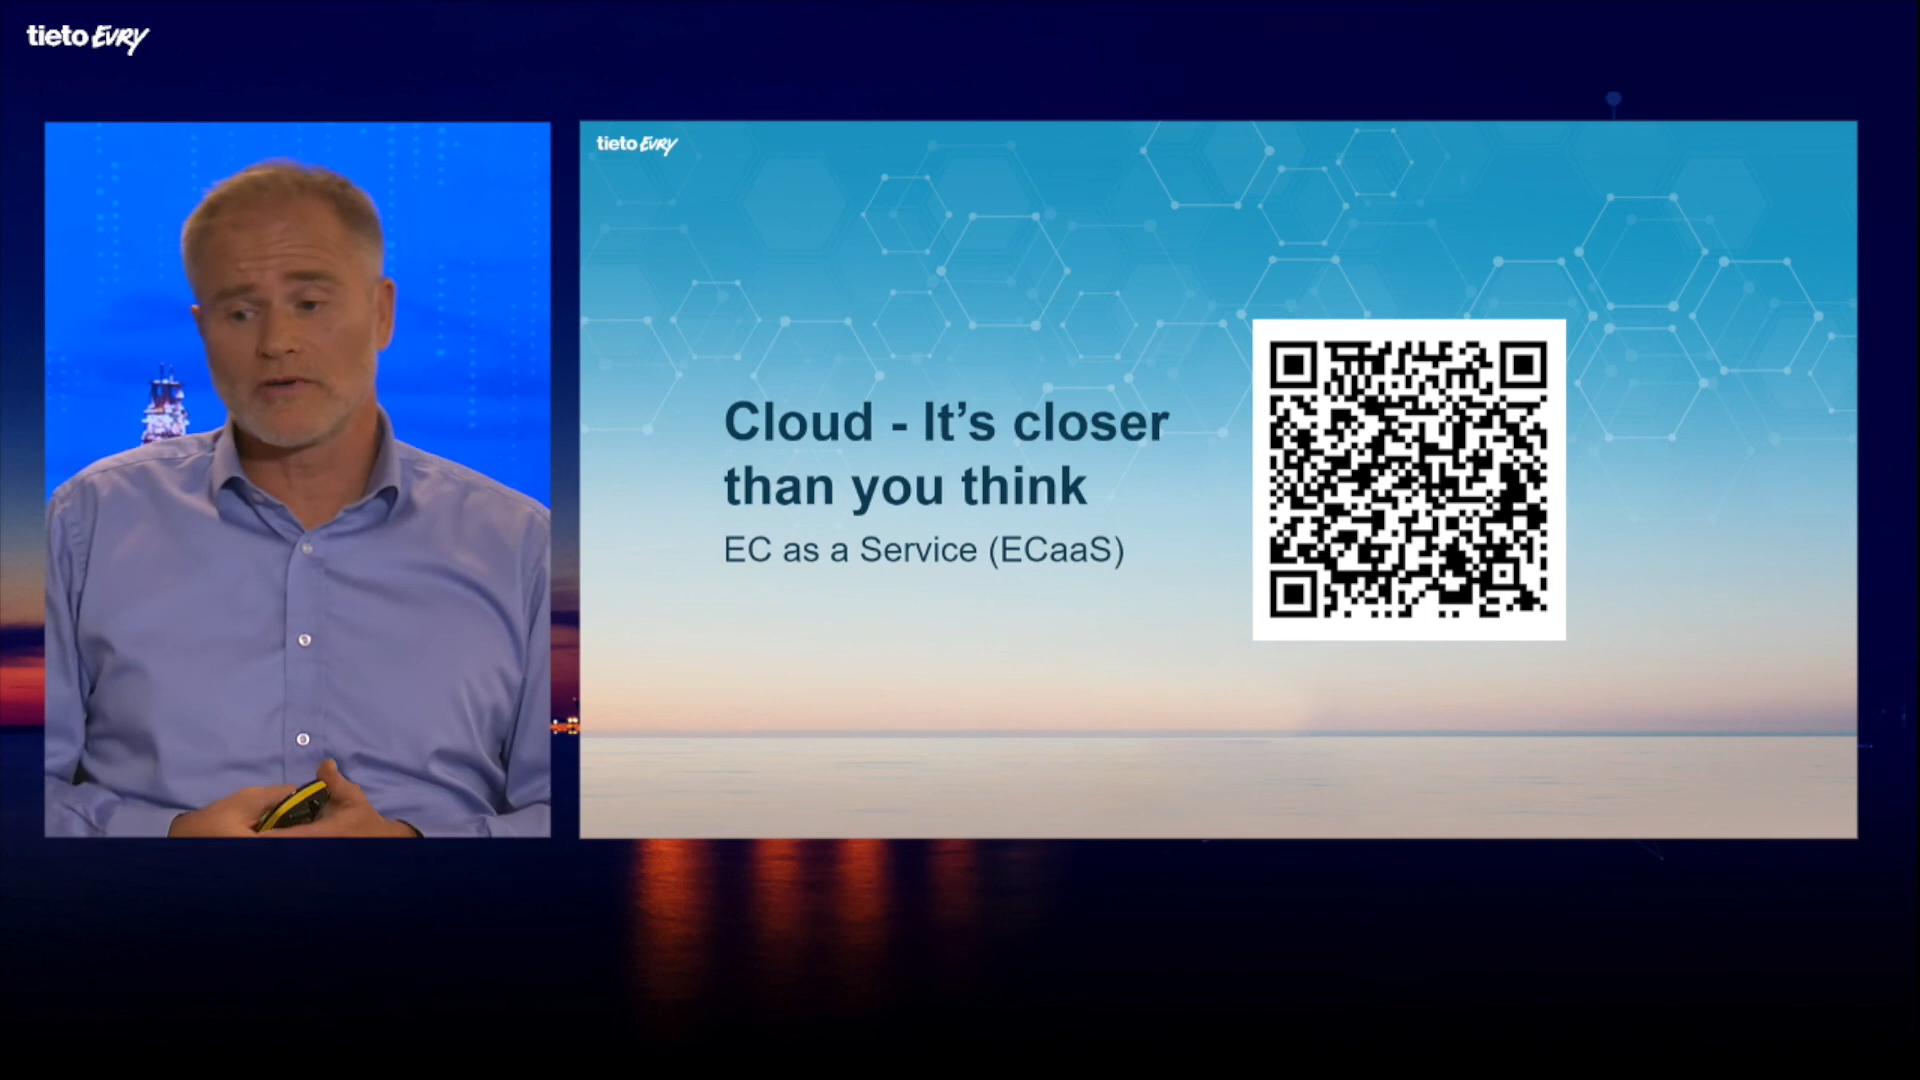 tieto EVRY
tieto EVRY
Cloud - It’s closer
than you think
EC as a Service (ECaaS)